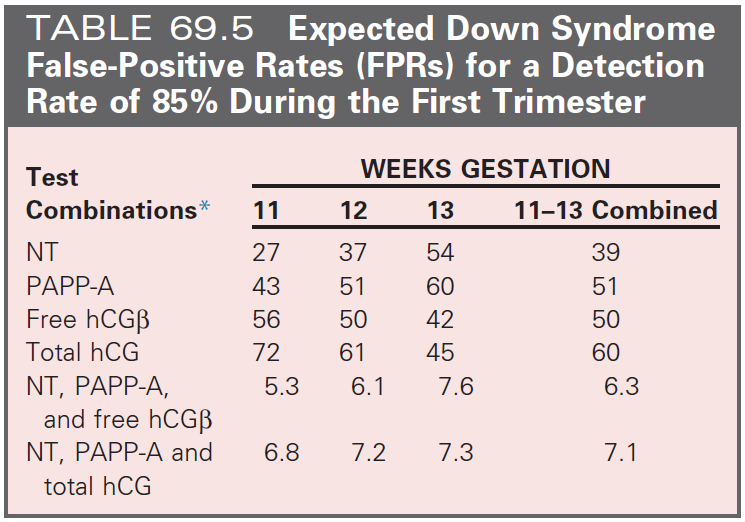 TABLE 69.5 Expected Down Syndrome
False-Positive Rates (FPRs) for a Detection
Rate of 85% During the First Trimester
WEEKS GESTATION
Test
Combinations* 11 12 13 11–13 Combined
NT 27 37 54 39
PAPP-A 43 51 60 51
Free hCGβ 56 50 42 50
Total hCG 72 61 45 60
NT, PAPP-A, 5.3 6.1 7.6 6.3
and free hCGβ
NT, PAPP-A and 6.8 7.2 7.3 7.1
total hCG